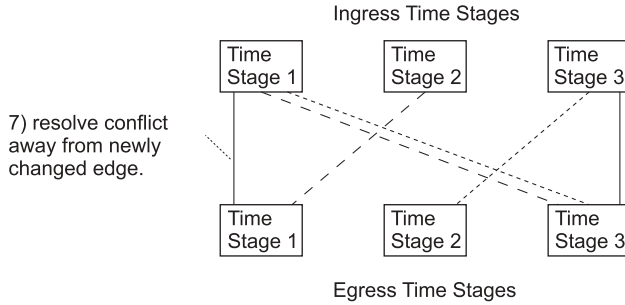 Ingress Time Stages
Time
Stage 1
Time
Stage 2
Time
Stage 3
7) resolve conflict
away from newly
changed edge.
Time
Stage 1
Time
Stage 2
Time
Stage 3
Egress Time Stages